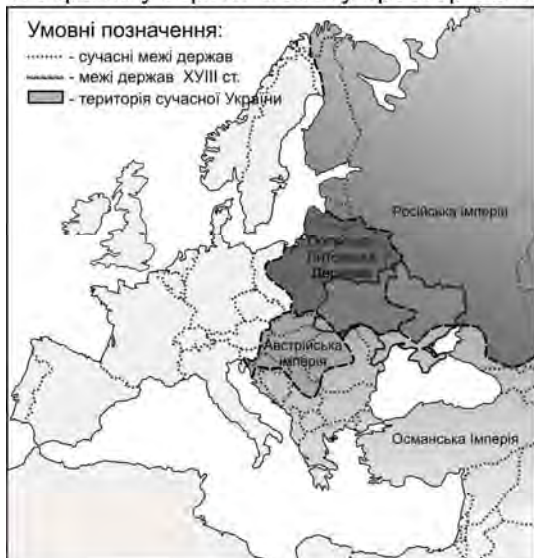 Умовні позначення:
- сучасні межі держав
- межі держав ХУІІІ ст.
- територія сучасної України
Російська імперія
Польсько
Литовська
Держава
Австрійська
імперія
Османська Імперія